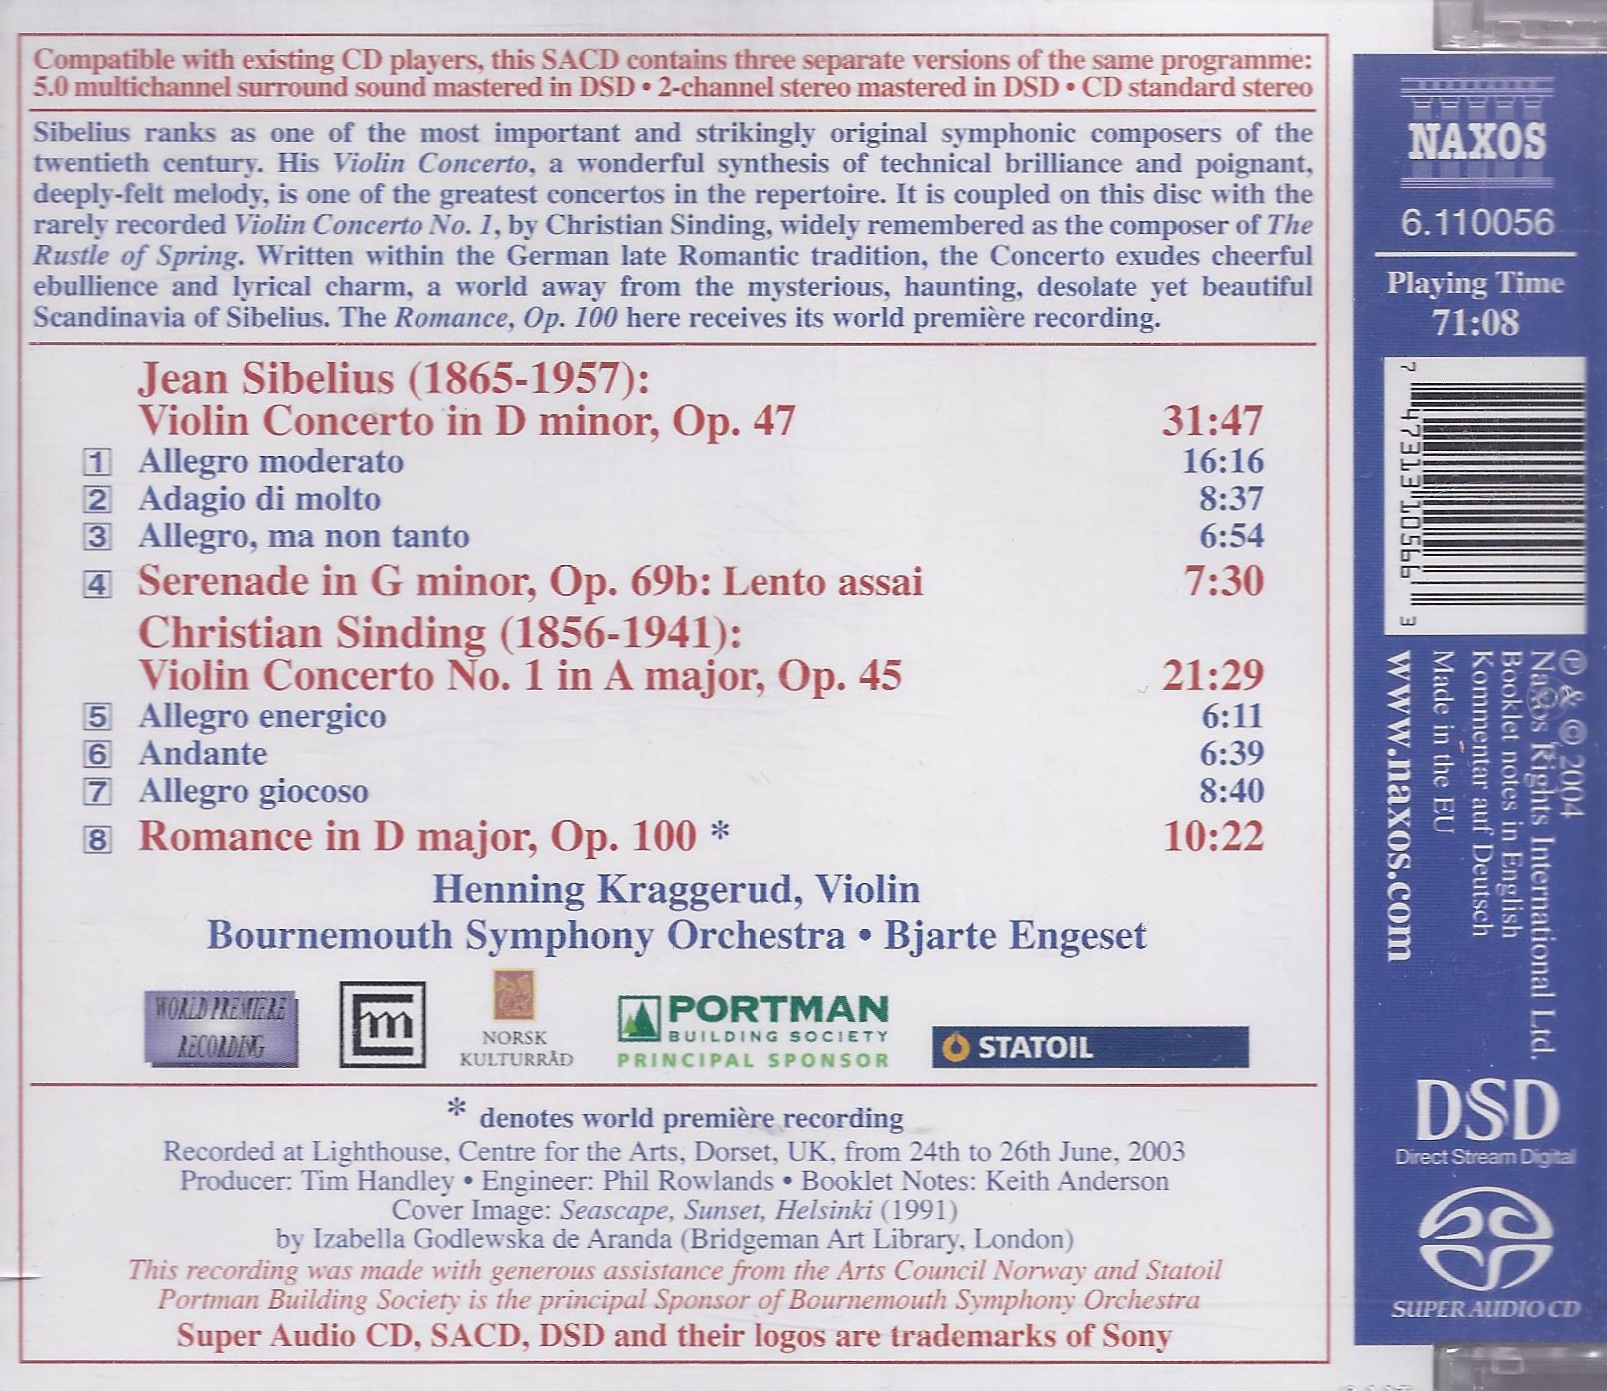 Compatible with existing CD players, this SACD contains three separate versions of the same programme:
5.0 multichannel surround sound mastered in DSD • 2-channel stereo mastered in DSD • CD standard stereo
Sibelius ranks as one of the most important and strikingly original symphonic composers of the
twentieth century. His Violin Concerto, a wonderful synthesis of technical brilliance and poignant,
deeply-felt melody, is one of the greatest concertos in the repertoire. It is coupled on this disc with the
rarely recorded Violin Concerto No. 1, by Christian Sinding, widely remembered as the composer of The
Rustle of Spring. Written within the German late Romantic tradition, the Concerto exudes cheerful
ebullience and lyrical charm, a world away from the mysterious, haunting, desolate yet beautiful
Scandinavia of Sibelius. The Romance, Op. 100 here receives its world première recording.
Jean Sibelius (1865-1957):
Violin Concerto in D minor, Op. 47 31:47
1 Allegro moderato 16:16
2 Adagio di molto 8:37
3 Allegro, ma non tanto 6:54
4 Serenade in G minor, Op. 69b: Lento assai 7:30
Christian Sinding (1856-1941):
Violin Concerto No. 1 in A major, Op. 45 21:29
5 Allegro energico 6:11
6 Andante 6:39
7 Allegro giocoso 8:40
8 Romance in D major, Op. 100 * 10:22
Henning Kraggerud, Violin
Bournemouth Symphony Orchestra • Bjarte Engeset
WORLD PREMIERE
RECORDING
m
NORSK
KULTURRÅD
PORTMAN
BUILDING SOCIETY
PRINCIPAL SPONSOR
STATOIL
* denotes world première recording
Recorded at Lighthouse, Centre for the Arts, Dorset, UK, from 24th to 26th June, 2003
Producer: Tim Handley • Engineer: Phil Rowlands • Booklet Notes: Keith Anderson
Cover Image: Seascape, Sunset, Helsinki (1991)
by Izabella Godlewska de Aranda (Bridgeman Art Library, London)
This recording was made with generous assistance from the Arts Council Norway and Statoil
Portman Building Society is the principal Sponsor of Bournemouth Symphony Orchestra
Super Audio CD, SACD, DSD and their logos are trademarks of Sony
NAXOS
6.110056
Playing Time
71:08
7 47313 10566 3
℗ & © 2004
Naxos Rights International Ltd.
Booklet notes in English
Kommentar auf Deutsch
Made in the EU
www.naxos.com
DSD
Direct Stream Digital
SUPER AUDIO CD